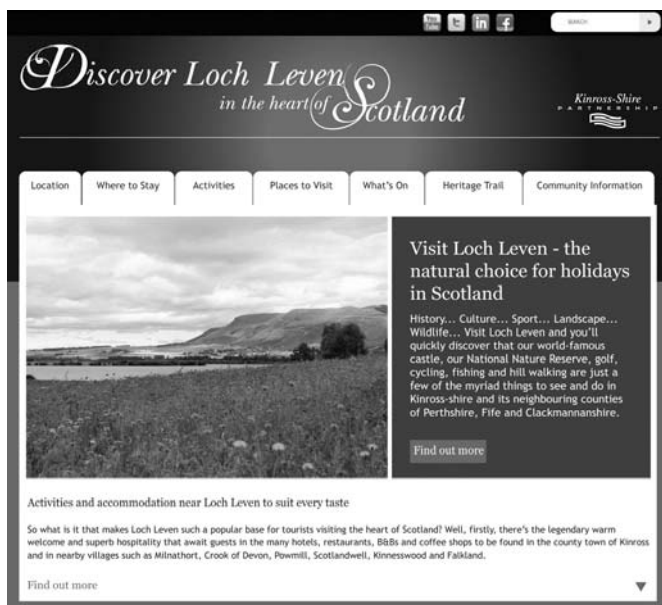 You Tube
SEARCH
Discover Loch Leven
in the heart of Scotland
Kinross-Shire
PARTNERSHIP
Location
Where to Stay
Activities
Places to Visit
What's On
Heritage Trail
Community Information
Visit Loch Leven - the
natural choice for holidays
in Scotland
History... Culture... Sport... Landscape...
Wildlife... Visit Loch Leven and you'll
quickly discover that our world-famous
castle, our National Nature Reserve, golf,
cycling, fishing and hill walking are just a
few of the myriad things to see and do in
Kinross-shire and its neighbouring counties
of Perthshire, Fife and Clackmannanshire.
Find out more
Activities and accommodation near Loch Leven to suit every taste
So what is it that makes Loch Leven such a popular base for tourists visiting the heart of Scotland? Well, firstly, there's the legendary warm
welcome and superb hospitality that await guests in the many hotels, restaurants, B&Bs and coffee shops to be found in the county town of Kinross
and in nearby villages such as Milnathort, Crook of Devon, Powmill, Scotlandwell, Kinnesswood and Falkland.
Find out more